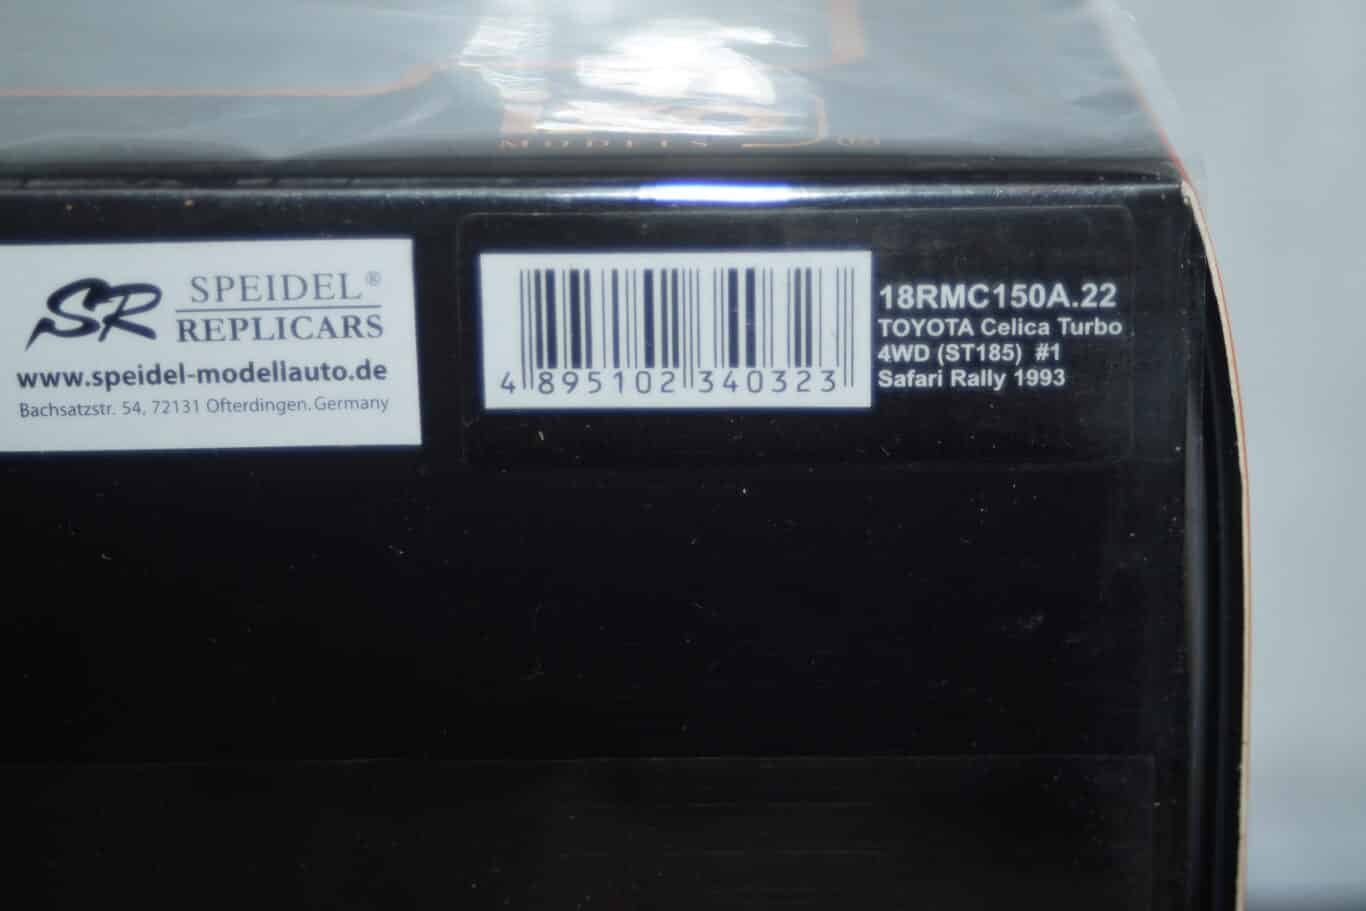 MODELS
SR SPEIDEL®
REPLICARS
www.speidel-modellauto.de
Bachsatzstr. 54, 72131 Ofterdingen. Germany
4 895102 340323
18RMC150A.22
TOYOTA Celica Turbo
4WD (ST185) #1
Safari Rally 1993